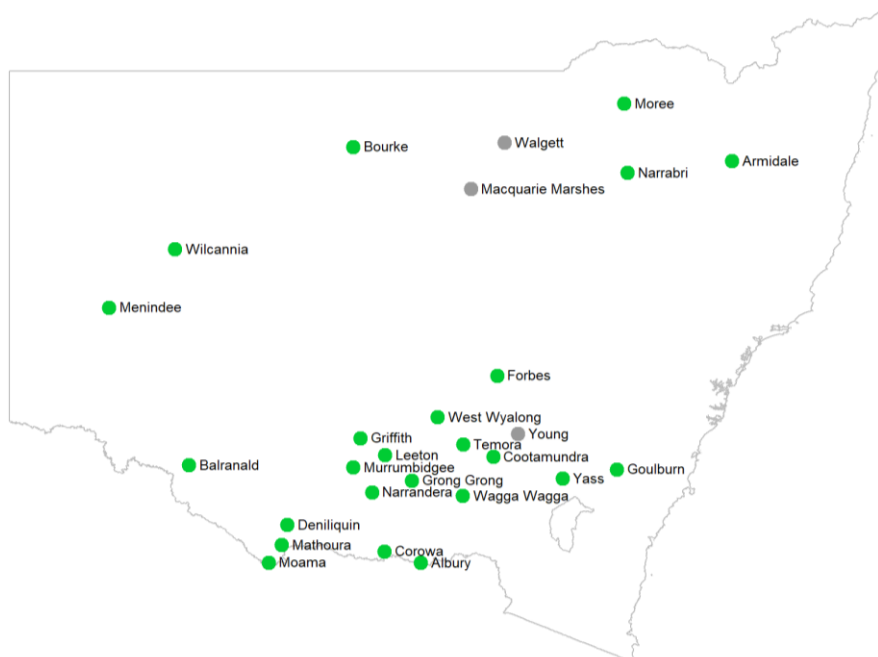 Moree
Walgett
Bourke
Armidale
Narrabri
Macquarie Marshes
Wilcannia
Menindee
Forbes
West Wyalong
Young
Griffith
Temora
Leeton
Cootamundra
Balranald
Murrumbidgee
Goulburn
Grong Grong
Yass
Narrandera
Wagga Wagga
Deniliquin
Mathoura
Corowa
Moama
Albury